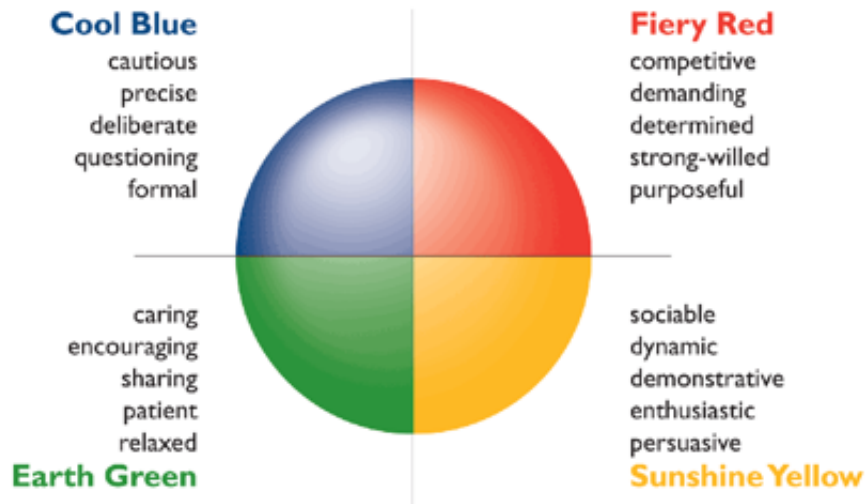 Cool Blue
cautious
precise
deliberate
questioning
formal
Fiery Red
competitive
demanding
determined
strong-willed
purposeful
caring
encouraging
sharing
patient
relaxed
Earth Green
sociable
dynamic
demonstrative
enthusiastic
persuasive
Sunshine Yellow